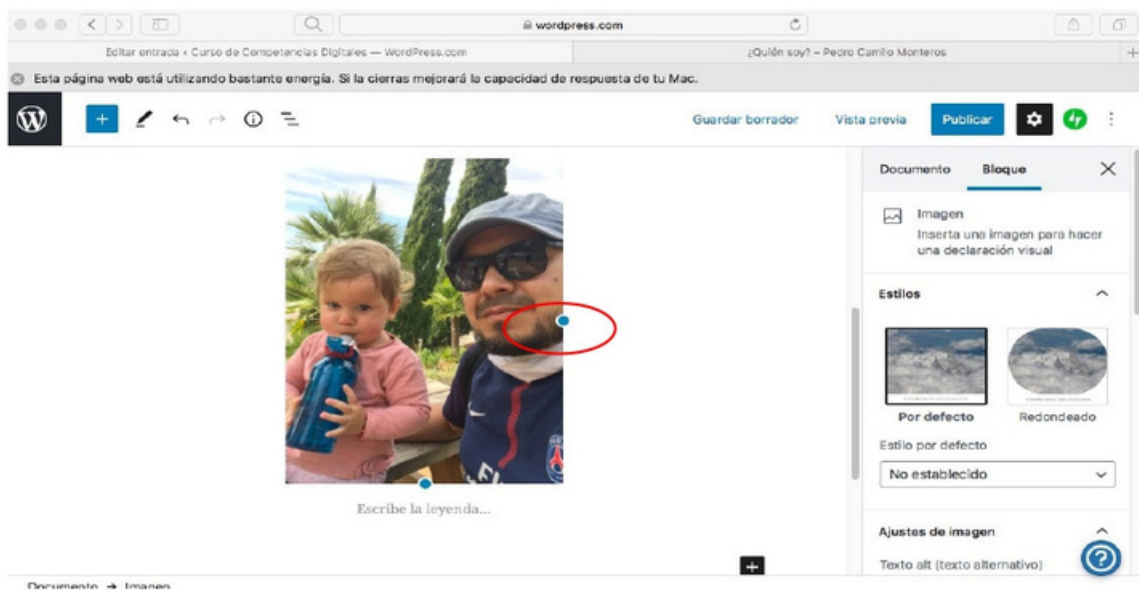 wordpress.com
Editar entrada ‹ Curso de Competencias Digitales — WordPress.com
¿Quién soy? – Pedro Camilo Monteros
Esta página web está utilizando bastante energía. Si la cierras mejorará la capacidad de respuesta de tu Mac.
Guardar borrador Vista previa Publicar
Documento Bloque
Imagen
Inserta una imagen para hacer
una declaración visual
Estilos
Por defecto Redondeado
Estilo por defecto
No establecido
Escribe la leyenda...
Ajustes de imagen
Texto alt (texto alternativo)
Documento → Imagen